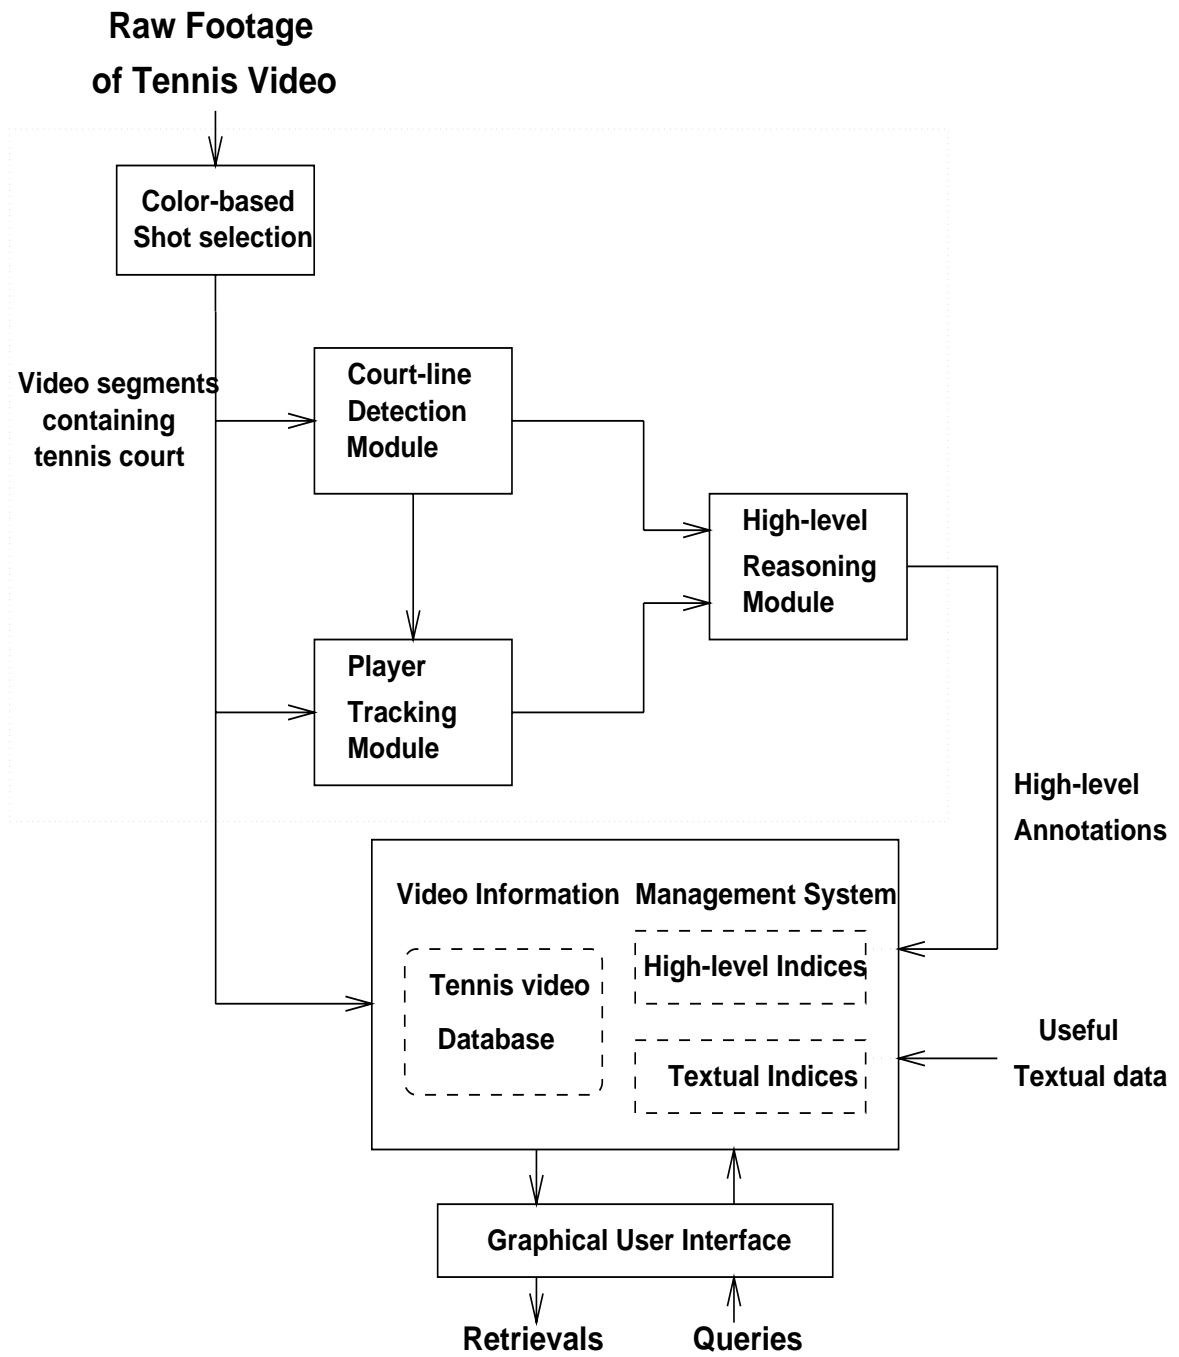 Raw Footage
of Tennis Video
Color-based
Shot selection
Video segments
containing
tennis court
Court-line
Detection
Module
High-level
Reasoning
Module
Player
Tracking
Module
High-level
Annotations
Video Information Management System
High-level Indices
Tennis video
Database
Textual Indices
Useful
Textual data
Graphical User Interface
Retrievals
Queries